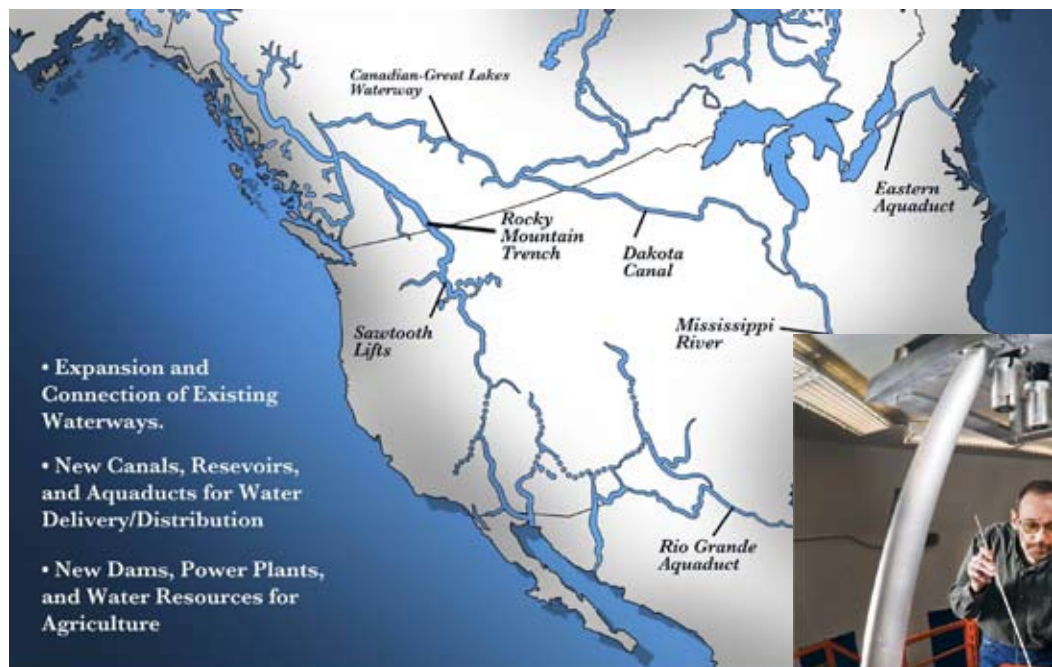 Canadian-Great Lakes
Waterway
Eastern
Aquaduct
Rocky
Mountain
Trench
Dakota
Canal
Sawtooth
Lifts
Mississippi
River
• Expansion and
Connection of Existing
Waterways.
• New Canals, Resevoirs,
and Aquaducts for Water
Delivery/Distribution
• New Dams, Power Plants,
and Water Resources for
Agriculture
Rio Grande
Aquaduct